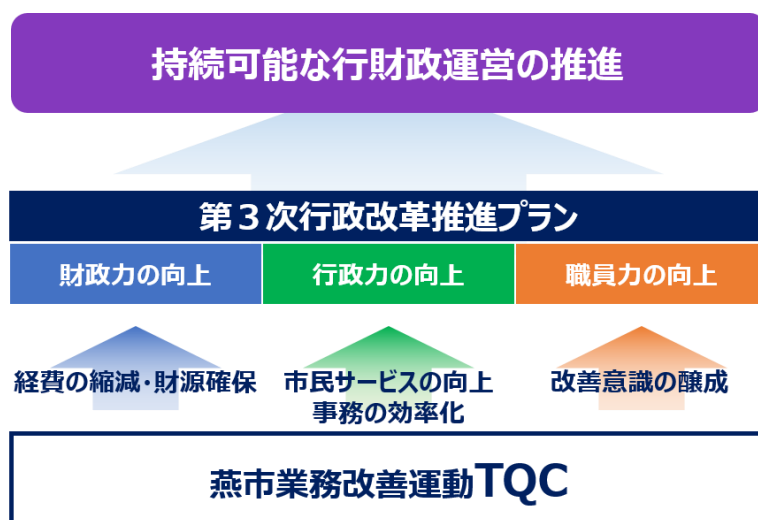 持続可能な行財政運営の推進
第3次行政改革推進プラン
財政力の向上
行政力の向上
職員力の向上
経費の縮減・財源確保
市民サービスの向上
事務の効率化
改善意識の醸成
燕市業務改善運動TQC